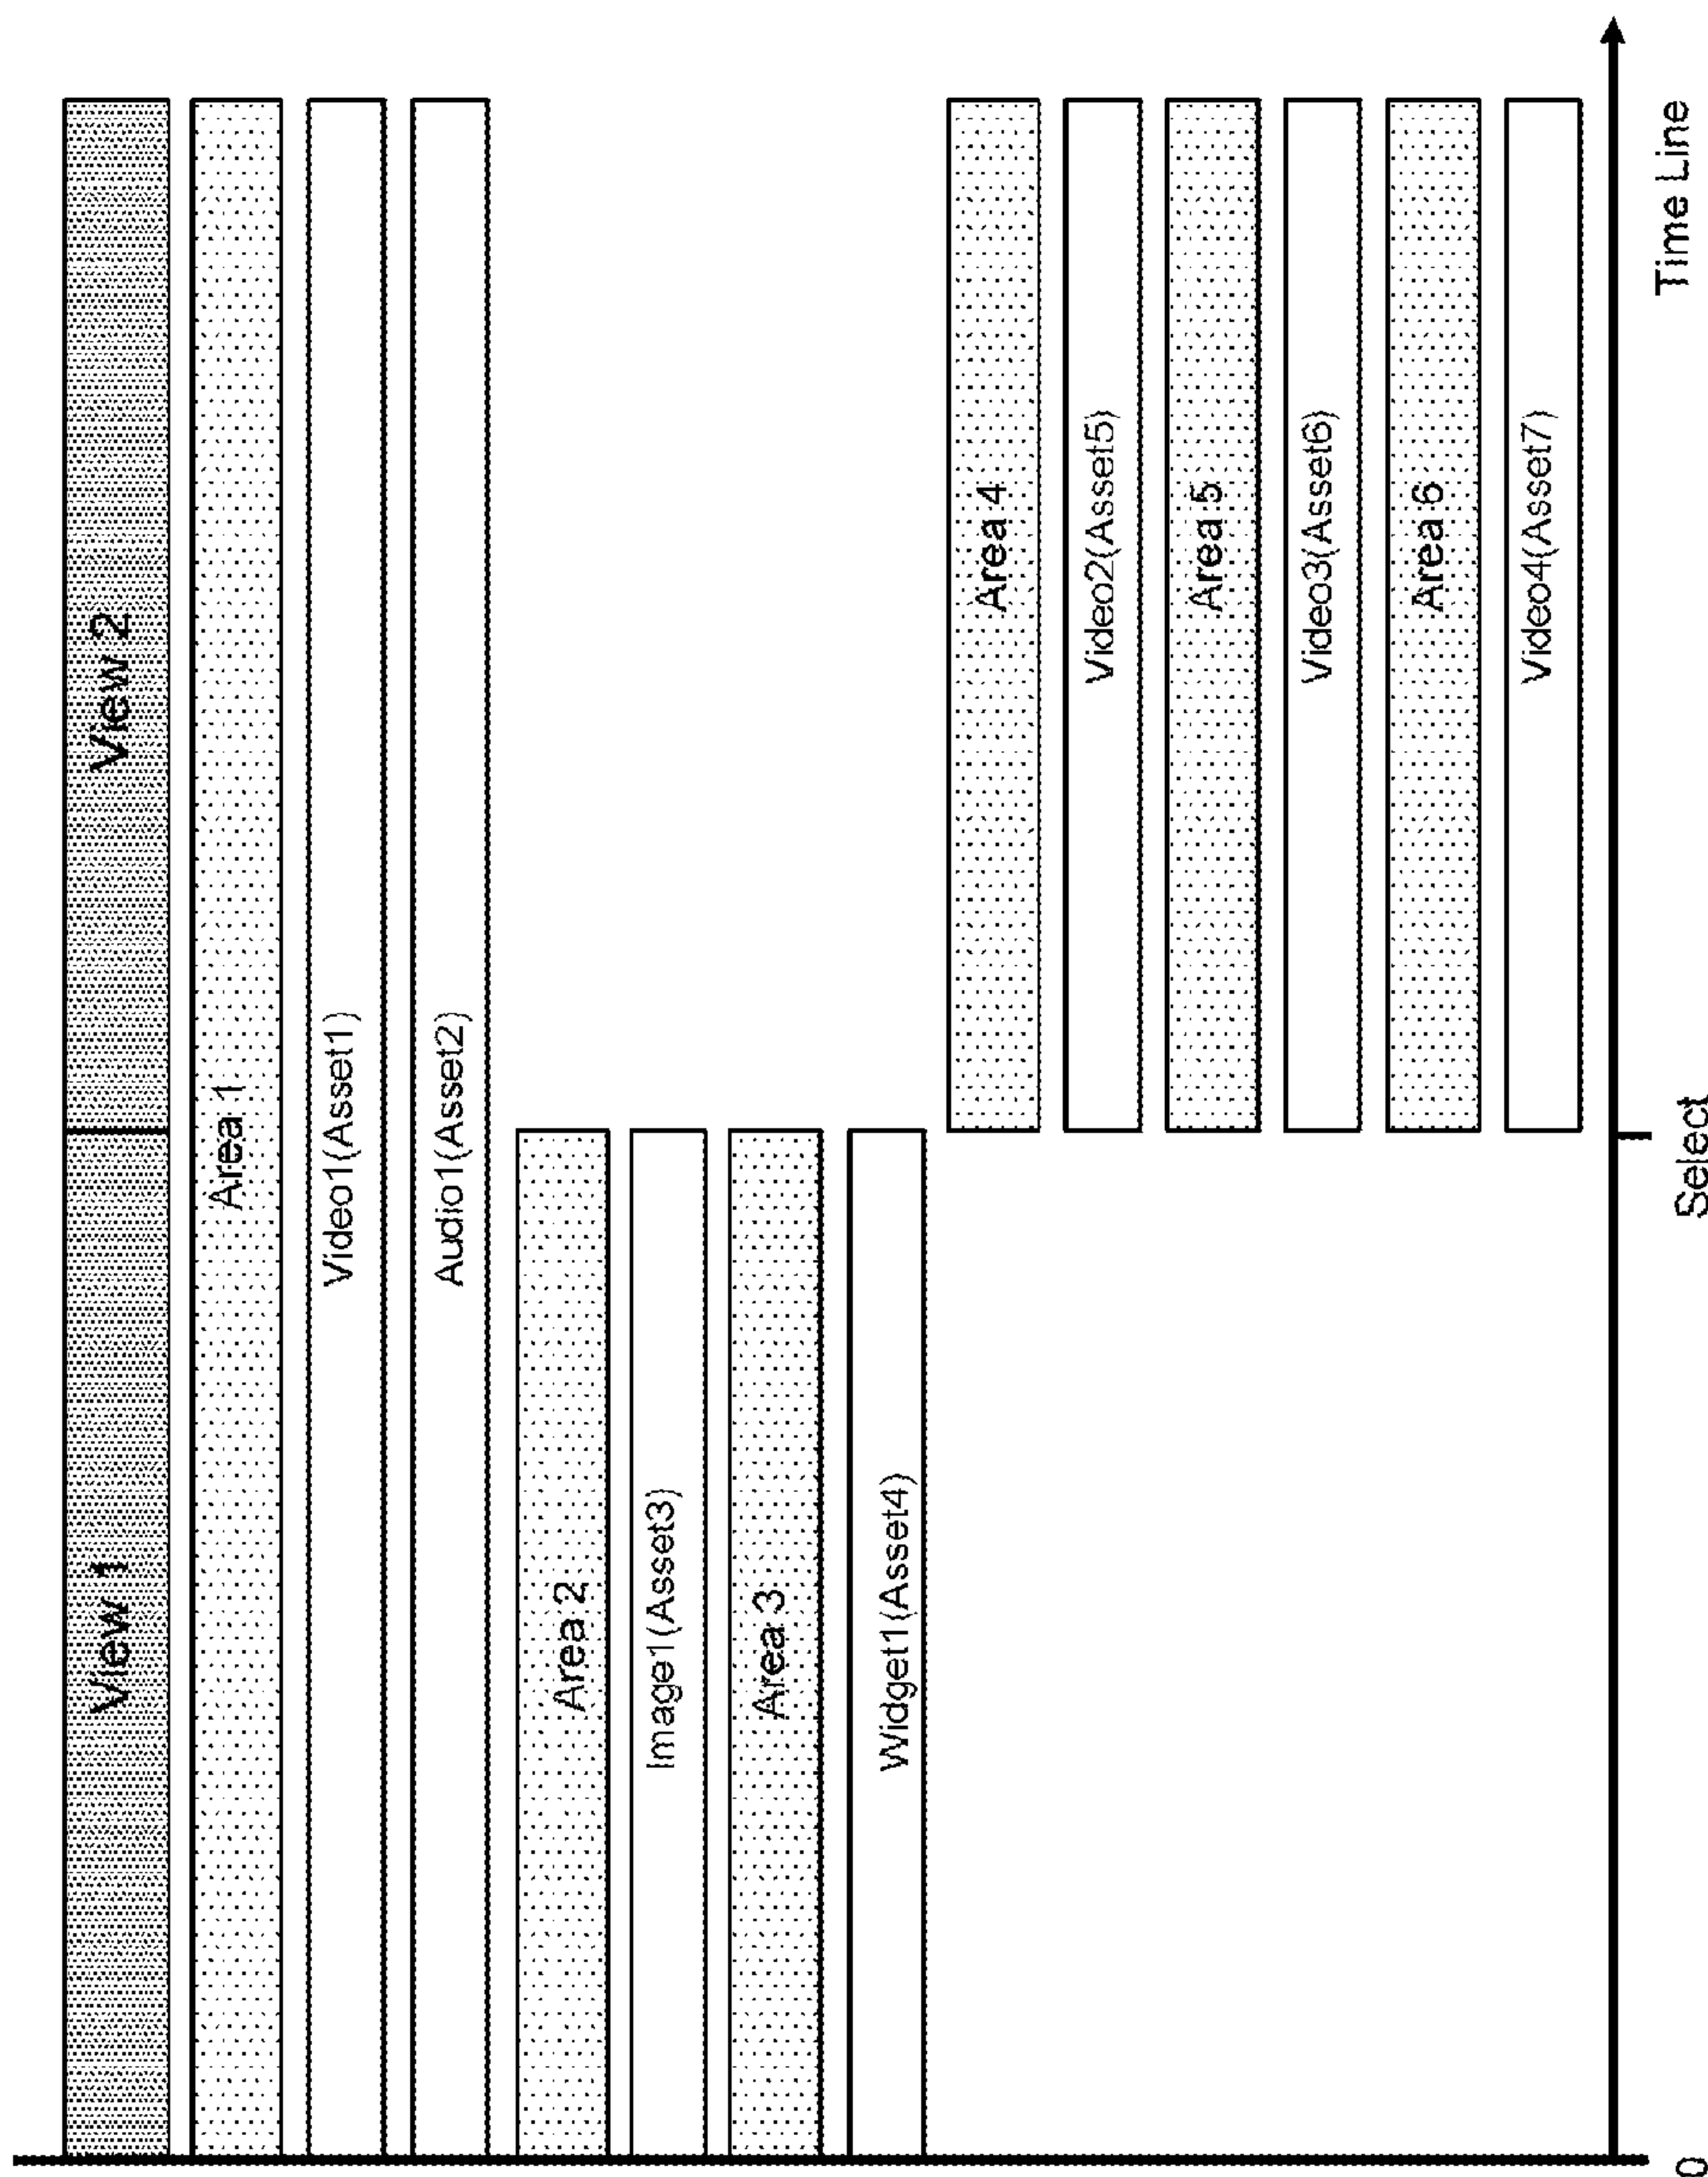 View 1
View 2
Area 1
Video1(Asset1)
Audio1(Asset2)
Area 2
Image1(Asset3)
Area 3
Widget1(Asset4)
Area 4
Video2(Asset5)
Area 5
Video3(Asset6)
Area 6
Video4(Asset7)
0
Select
Time Line